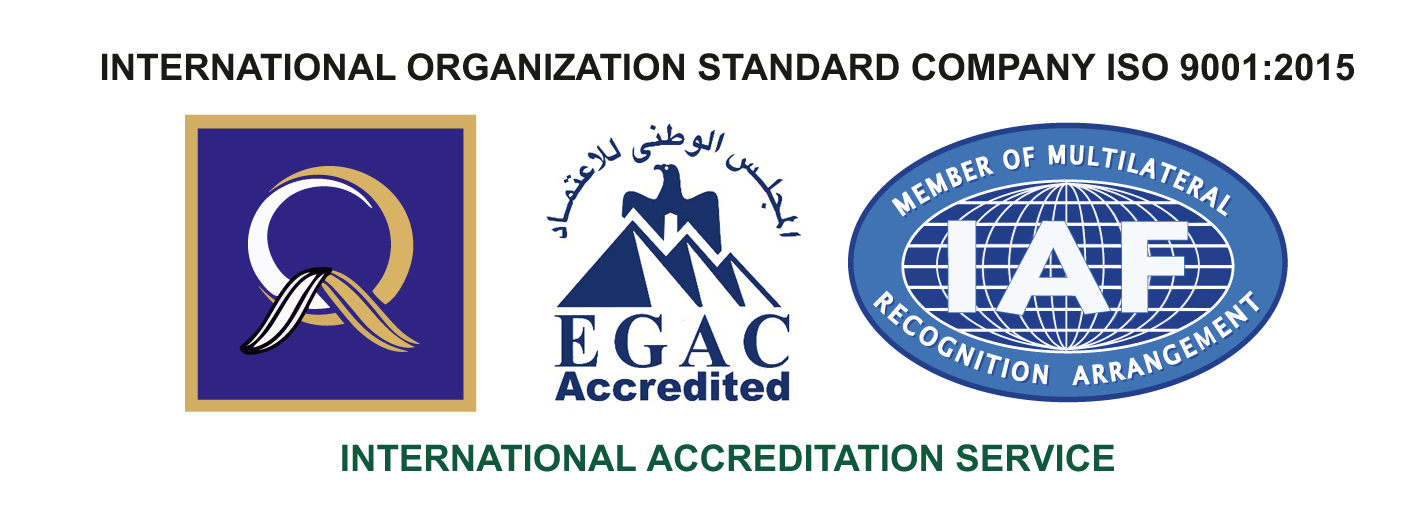 INTERNATIONAL ORGANIZATION STANDARD COMPANY ISO 9001:2015
المجلس الوطنى للاعتماد
EGAC
Accredited
MEMBER OF MULTILATERAL
IAF
RECOGNITION ARRANGEMENT
INTERNATIONAL ACCREDITATION SERVICE